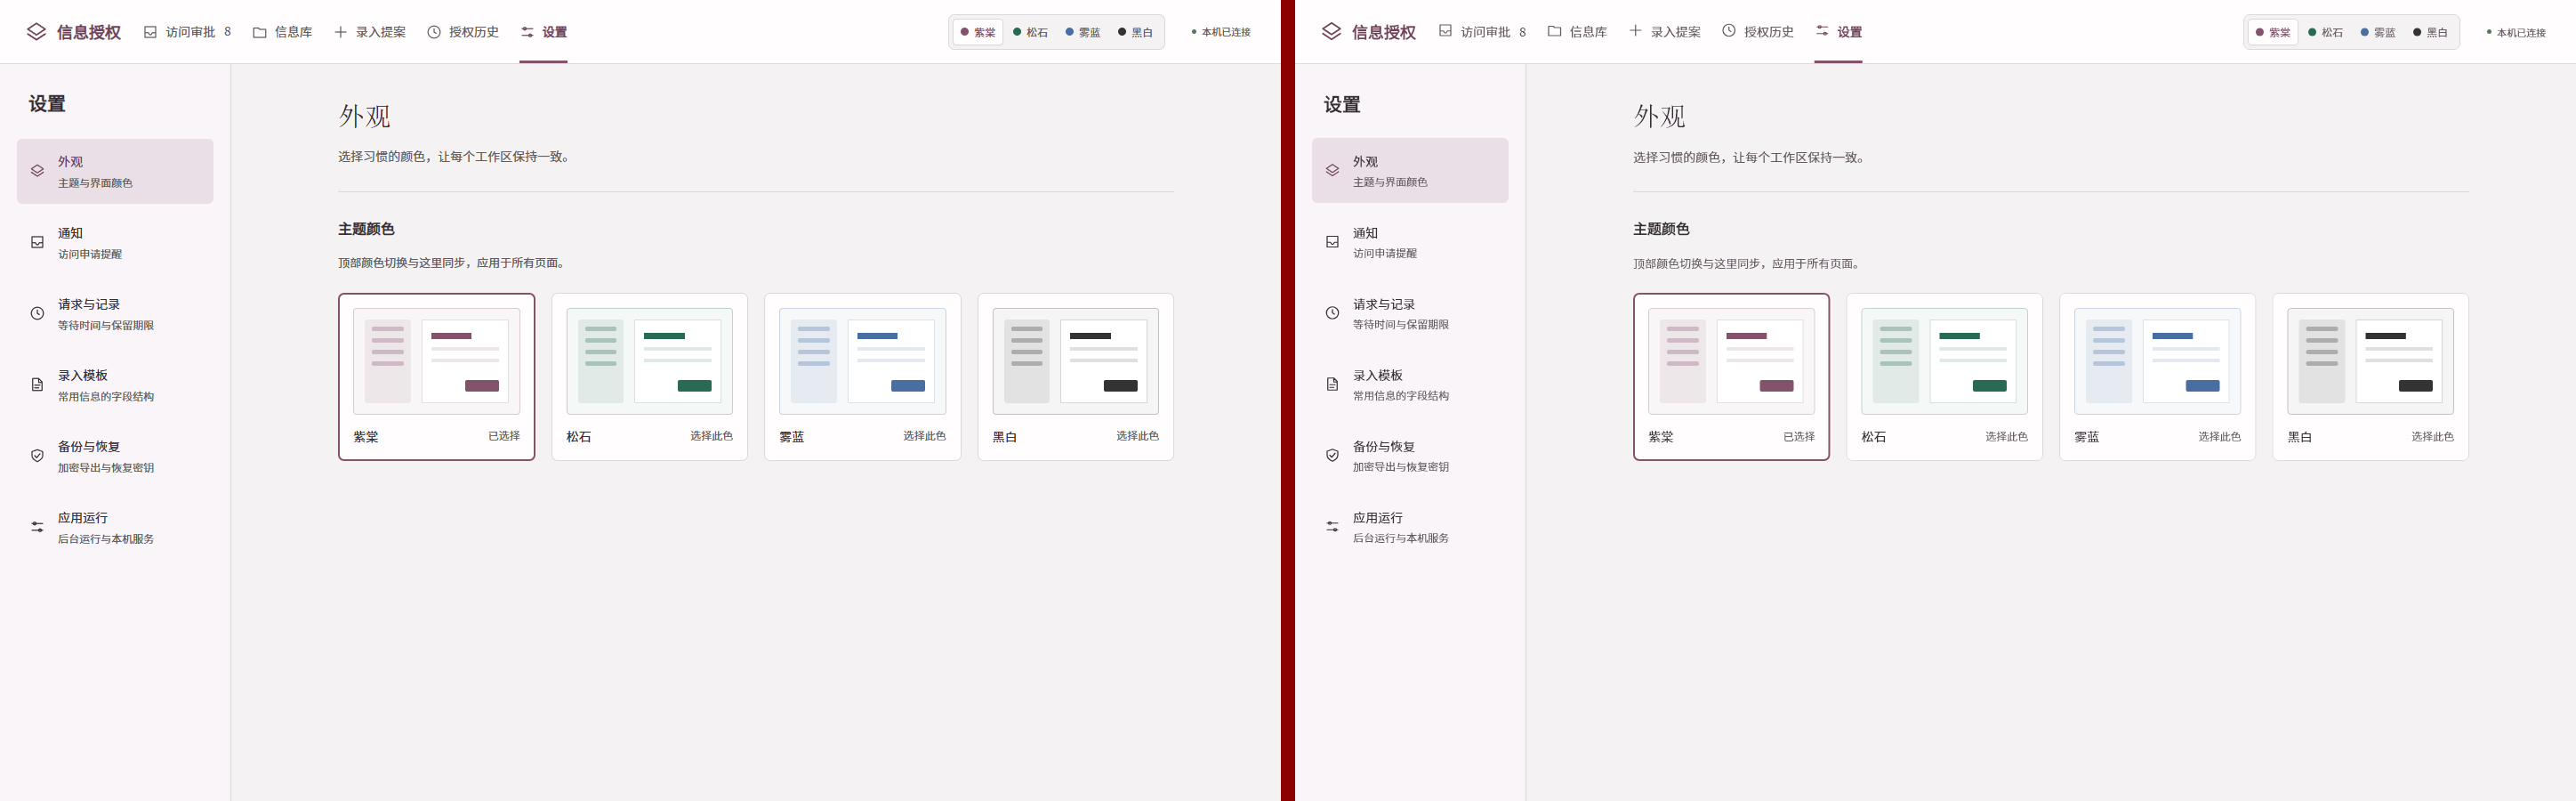 信息授权 访问审批 8 信息库 录入提案 授权历史 设置 紫棠 松石 雾蓝 黑白 本机已连接
设置
外观
主题与界面颜色
通知
访问申请提醒
请求与记录
等待时间与保留期限
录入模板
常用信息的字段结构
备份与恢复
加密导出与恢复密钥
应用运行
后台运行与本机服务
外观
选择习惯的颜色，让每个工作区保持一致。
主题颜色
顶部颜色切换与这里同步，应用于所有页面。
紫棠 已选择 松石 选择此色 雾蓝 选择此色 黑白 选择此色
信息授权 访问审批 8 信息库 录入提案 授权历史 设置 紫棠 松石 雾蓝 黑白 本机已连接
设置
外观
主题与界面颜色
通知
访问申请提醒
请求与记录
等待时间与保留期限
录入模板
常用信息的字段结构
备份与恢复
加密导出与恢复密钥
应用运行
后台运行与本机服务
外观
选择习惯的颜色，让每个工作区保持一致。
主题颜色
顶部颜色切换与这里同步，应用于所有页面。
紫棠 已选择 松石 选择此色 雾蓝 选择此色 黑白 选择此色